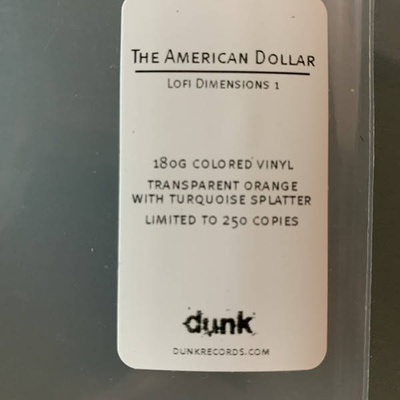 The American Dollar
Lofi Dimensions 1
180g colored vinyl
transparent orange
with turquoise splatter
limited to 250 copies
dunk
dunkrecords.com